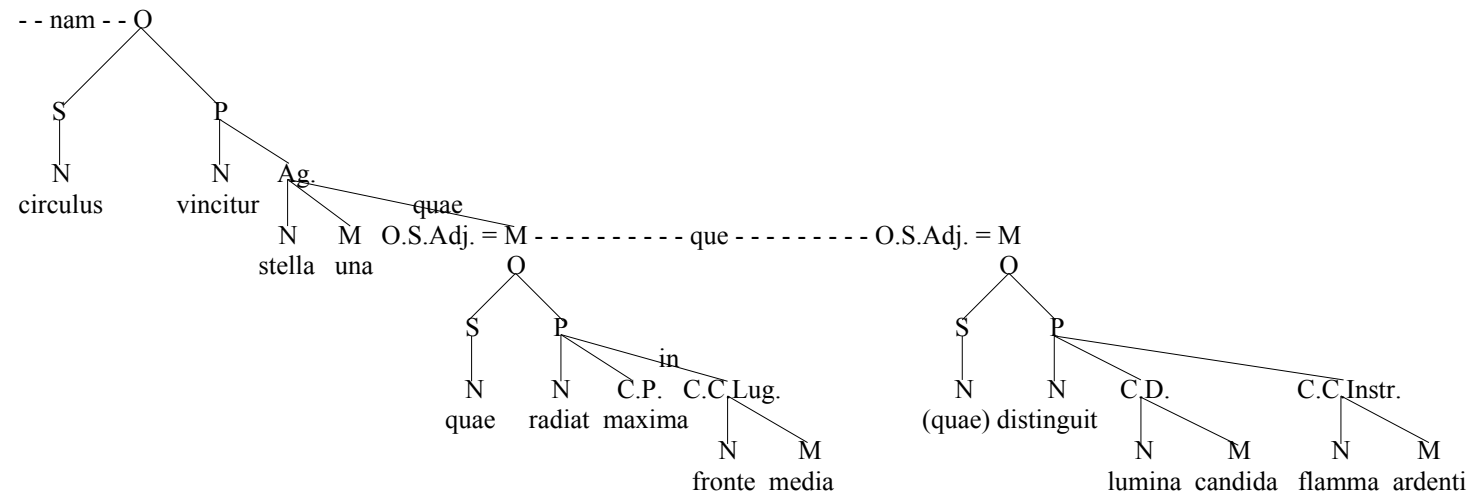 - - nam - - O
S P
N N Ag.
circulus vincitur quae
N M O.S.Adj. = M - - - - - - - - - - que - - - - - - - - - O.S.Adj. = M
stella una O O
S P S P
in
N N C.P. C.C.Lug. N N C.D. C.C.Instr.
quae radiat maxima (quae) distinguit
N M N M N M
fronte media lumina candida flamma ardenti